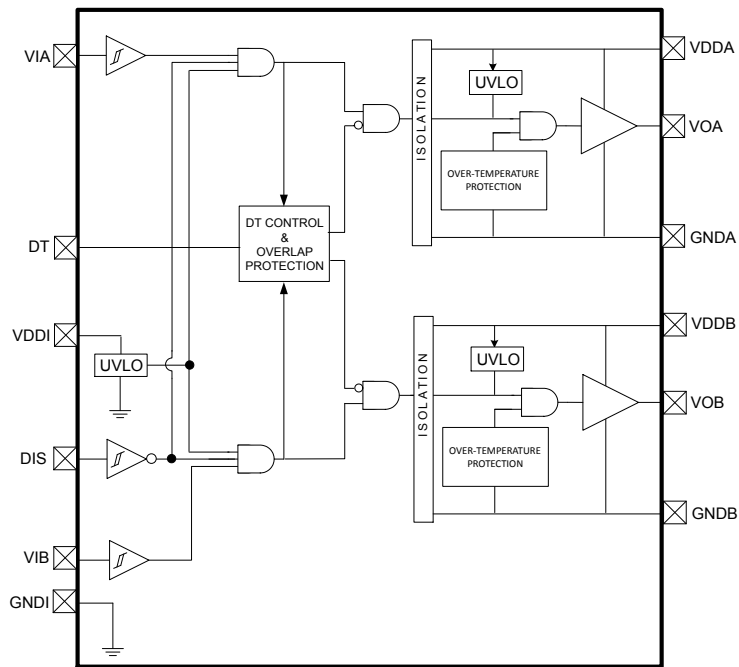 VIA
VDDA
UVLO
ISOLATION
VOA
OVER-TEMPERATURE
PROTECTION
DT CONTROL
&
OVERLAP
PROTECTION
GNDA
DT
VDDI
VDDB
UVLO
UVLO
ISOLATION
VOB
OVER-TEMPERATURE
PROTECTION
DIS
GNDB
VIB
GNDI